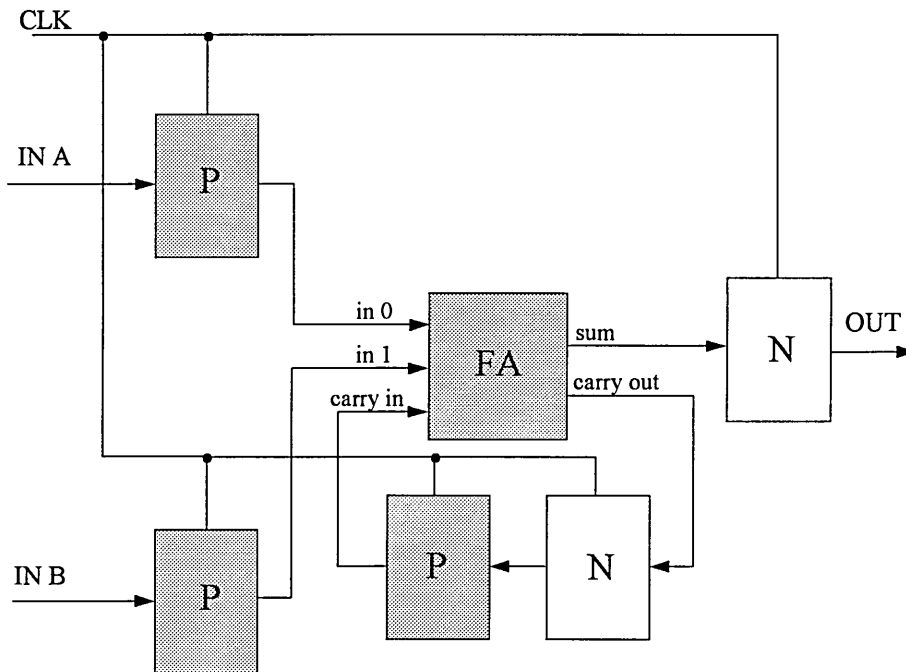 CLK
IN A
P
in 0
in 1
carry in
FA
sum
carry out
N
OUT
IN B
P
P
N